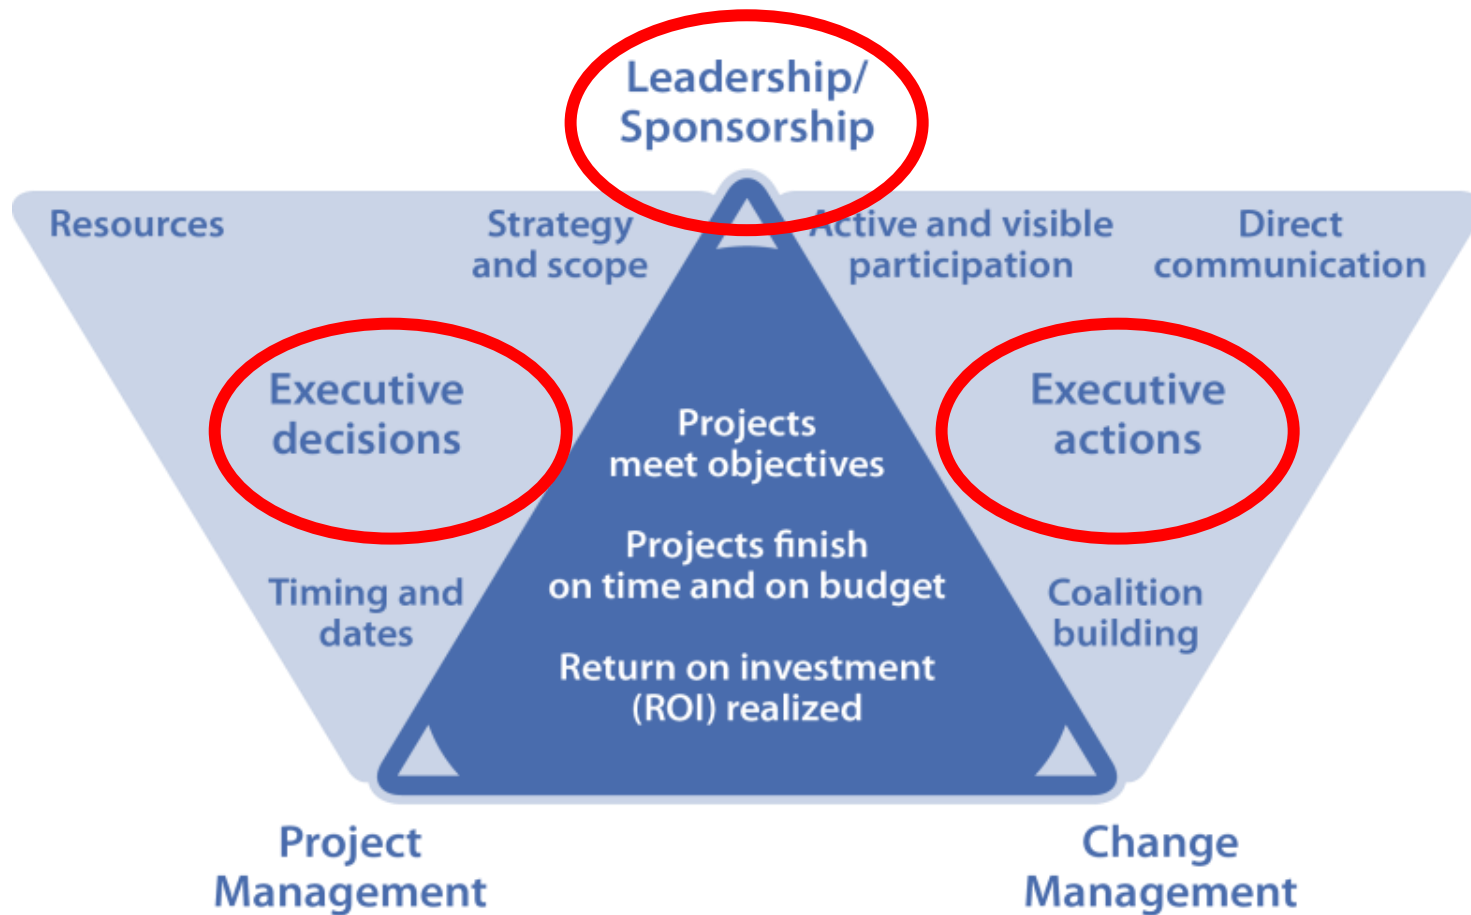 Leadership/
Sponsorship
Resources
Strategy
and scope
Active and visible
participation
Direct
communication
Executive
decisions
Executive
actions
Projects
meet objectives
Projects finish
on time and on budget
Return on investment
(ROI) realized
Timing and
dates
Coalition
building
Project
Management
Change
Management